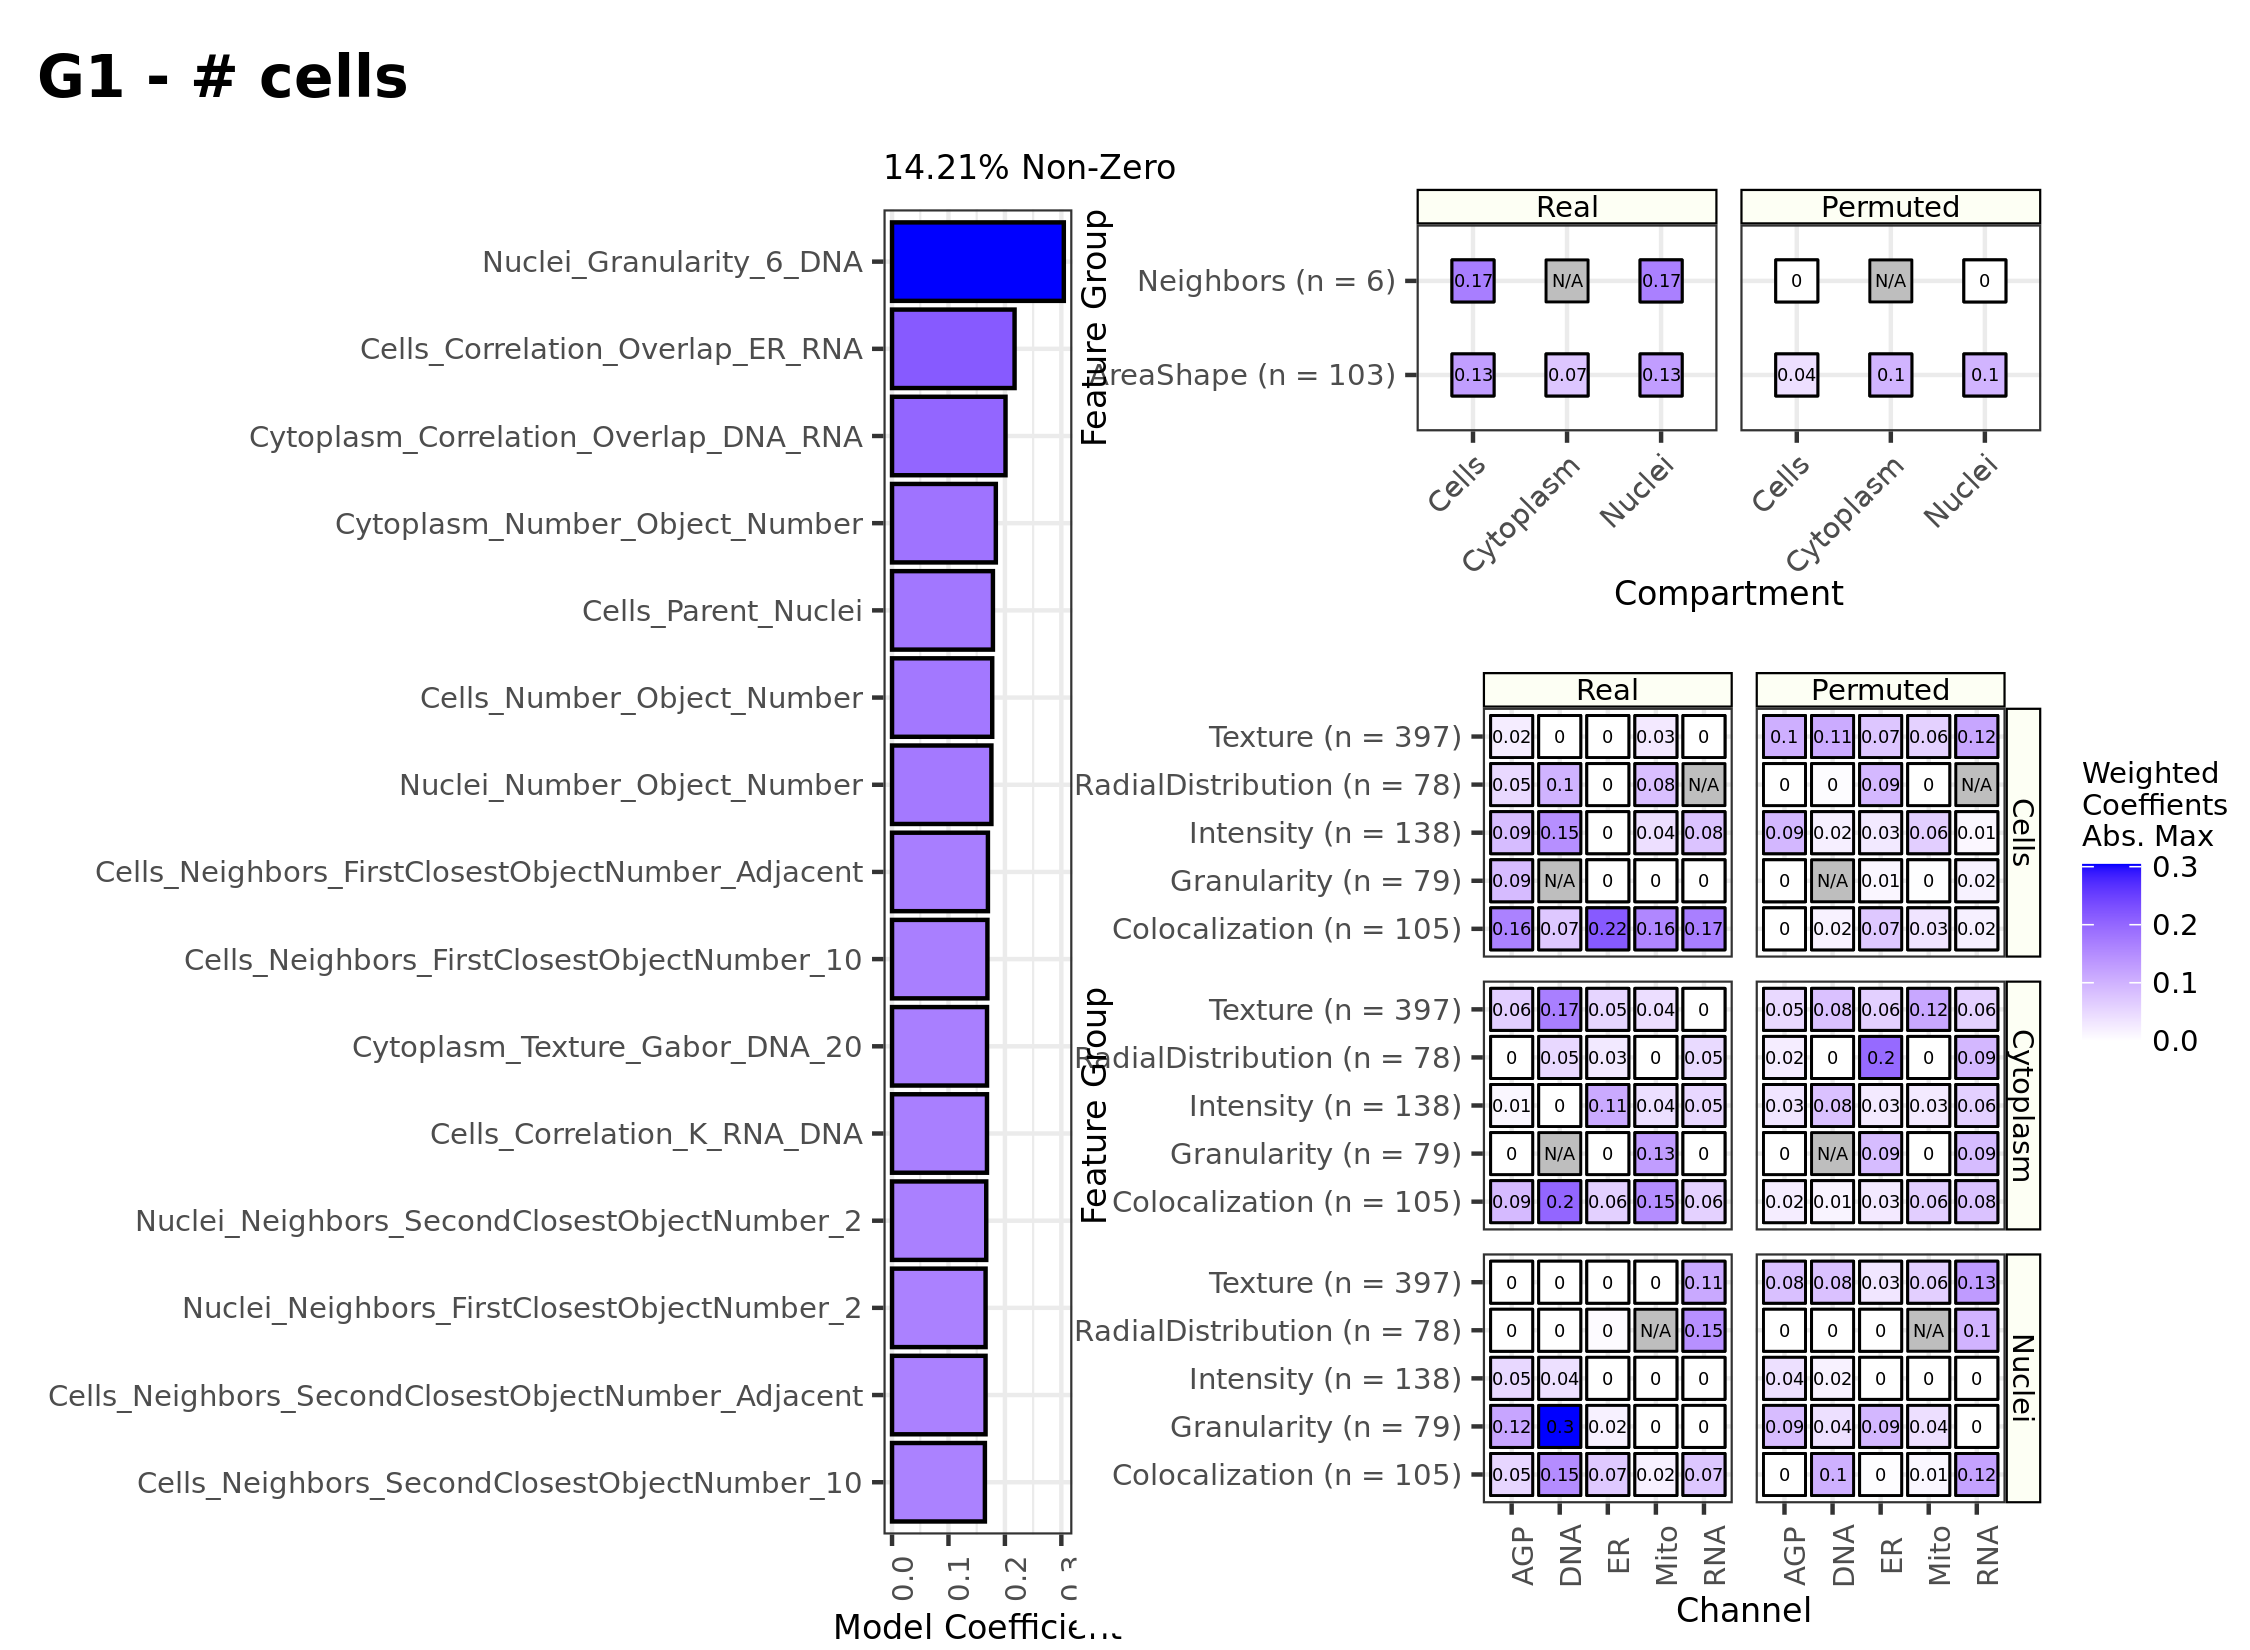 G1 - # cells
14.21% Non-Zero
Nuclei_Granularity_6_DNA
Cells_Correlation_Overlap_ER_RNA
Cytoplasm_Correlation_Overlap_DNA_RNA
Cytoplasm_Number_Object_Number
Cells_Parent_Nuclei
Cells_Number_Object_Number
Nuclei_Number_Object_Number
Cells_Neighbors_FirstClosestObjectNumber_Adjacent
Cells_Neighbors_FirstClosestObjectNumber_10
Cytoplasm_Texture_Gabor_DNA_20
Cells_Correlation_K_RNA_DNA
Nuclei_Neighbors_SecondClosestObjectNumber_2
Nuclei_Neighbors_FirstClosestObjectNumber_2
Cells_Neighbors_SecondClosestObjectNumber_Adjacent
Cells_Neighbors_SecondClosestObjectNumber_10
0.0 0.1 0.2 0.3
Model Coefficient
Feature Group
Real Permuted
Neighbors (n = 6) 0.17 N/A 0.17 0 N/A 0
AreaShape (n = 103) 0.13 0.07 0.13 0.04 0.1 0.1
Cells Cytoplasm Nuclei Cells Cytoplasm Nuclei
Compartment
Feature Group
Real Permuted
Texture (n = 397) 0.02 0 0 0.03 0 0.1 0.11 0.07 0.06 0.12
RadialDistribution (n = 78) 0.05 0.1 0 0.08 N/A 0 0 0.09 0 N/A
Intensity (n = 138) 0.09 0.15 0 0.04 0.08 0.09 0.02 0.03 0.06 0.01
Granularity (n = 79) 0.09 N/A 0 0 0 0 N/A 0.01 0 0.02
Colocalization (n = 105) 0.16 0.07 0.22 0.16 0.17 0 0.02 0.07 0.03 0.02
Cells
Texture (n = 397) 0.06 0.17 0.05 0.04 0 0.05 0.08 0.06 0.12 0.06
RadialDistribution (n = 78) 0 0.05 0.03 0 0.05 0.02 0 0.2 0 0.09
Intensity (n = 138) 0.01 0 0.11 0.04 0.05 0.03 0.08 0.03 0.03 0.06
Granularity (n = 79) 0 N/A 0 0.13 0 0 N/A 0.09 0 0.09
Colocalization (n = 105) 0.09 0.2 0.06 0.15 0.06 0.02 0.01 0.03 0.06 0.08
Cytoplasm
Texture (n = 397) 0 0 0 0 0.11 0.08 0.08 0.03 0.06 0.13
RadialDistribution (n = 78) 0 0 0 N/A 0.15 0 0 0 N/A 0.1
Intensity (n = 138) 0.05 0.04 0 0 0 0.04 0.02 0 0 0
Granularity (n = 79) 0.12 0.3 0.02 0 0 0.09 0.04 0.09 0.04 0
Colocalization (n = 105) 0.05 0.15 0.07 0.02 0.07 0 0.1 0 0.01 0.12
Nuclei
AGP DNA ER Mito RNA AGP DNA ER Mito RNA
Channel
Weighted
Coeffients
Abs. Max
0.3
0.2
0.1
0.0